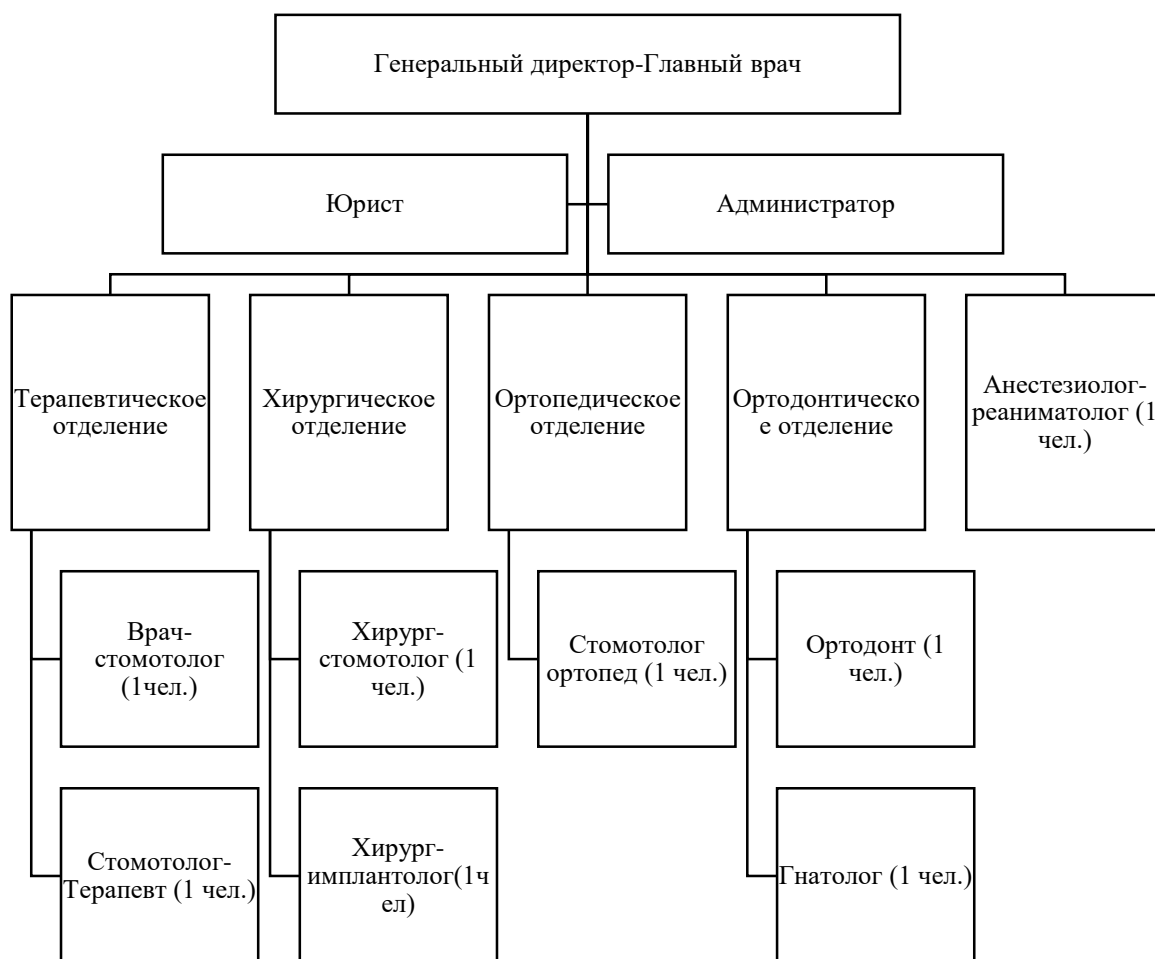 Генеральный директор-Главный врач
Юрист
Администратор
Терапевтическое
отделение
Хирургическое
отделение
Ортопедическое
отделение
Ортодонтическо
е отделение
Анестезиолог-
реаниматолог (1
чел.)
Врач-
стомотолог
(1чел.)
Хирург-
стомотолог (1
чел.)
Стомотолог
ортопед (1 чел.)
Ортодонт (1
чел.)
Стомотолог-
Терапевт (1 чел.)
Хирург-
имплантолог(1ч
ел)
Гнатолог (1 чел.)